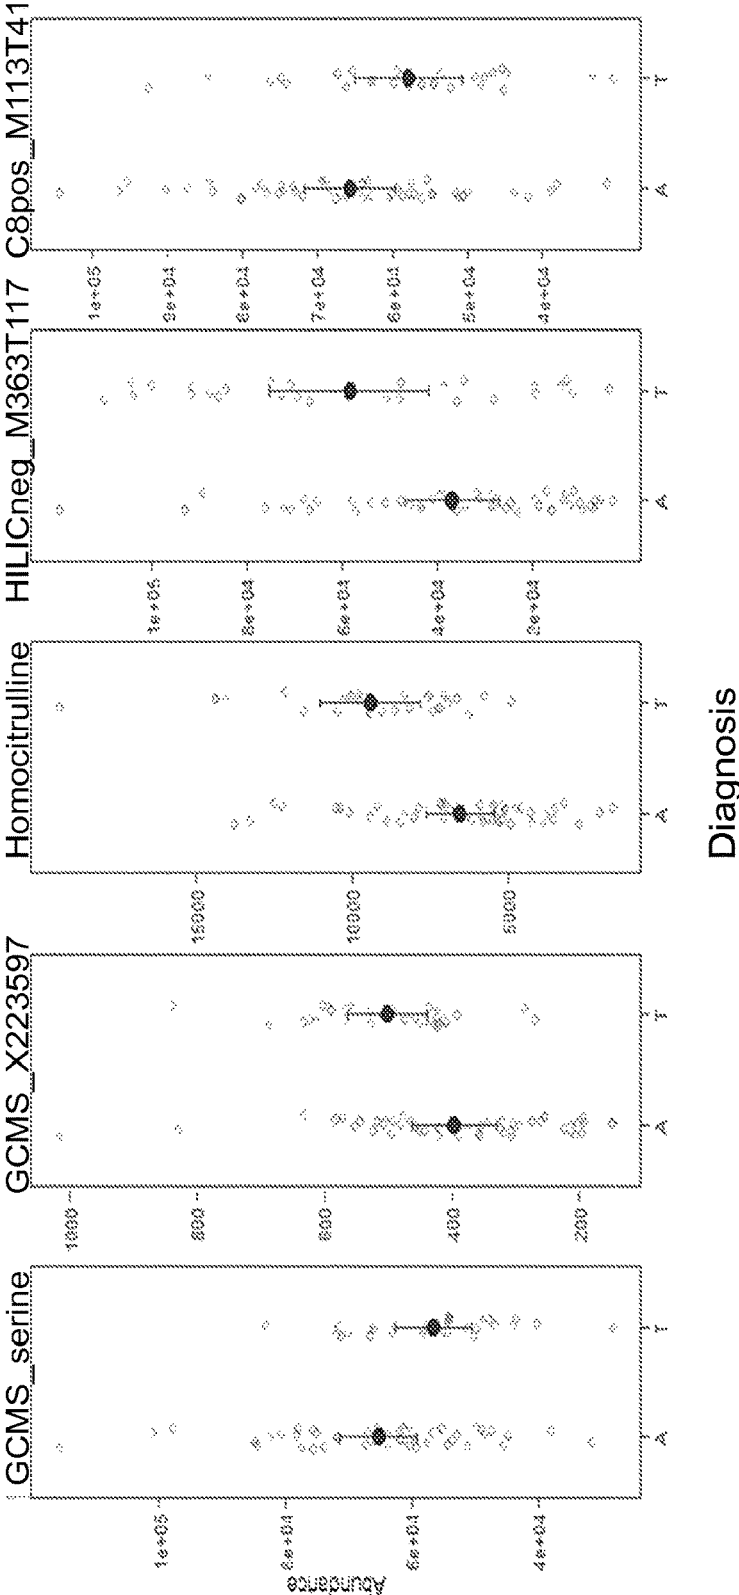 GCMS_serine
Abundance
1e+05
8e+04
6e+04
4e+04
A
T
GCMS_X223597
1000
800
600
400
200
A
T
Homocitrulline
15000
10000
5000
A
T
HILICneg_M363T117
1e+05
8e+04
6e+04
4e+04
2e+04
A
T
C8pos_M113T41
1e+05
9e+04
8e+04
7e+04
6e+04
5e+04
4e+04
A
T
Diagnosis